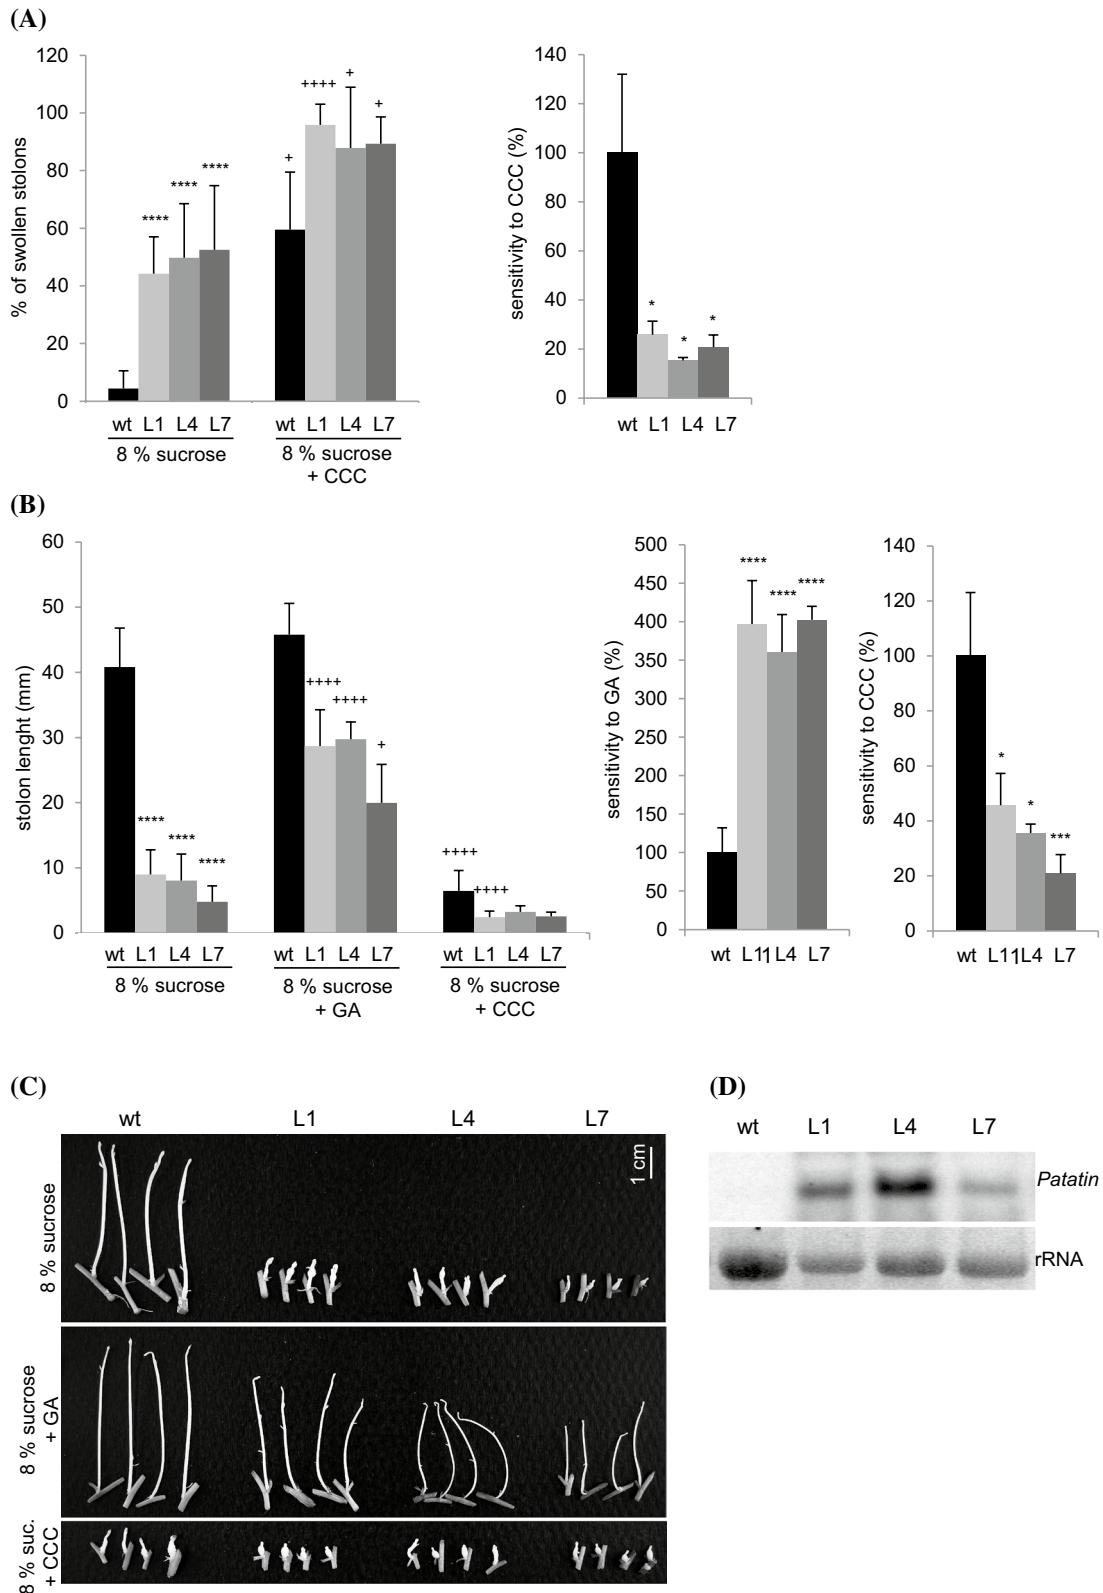 (A)
120
100
80
60
40
20
0
% of swollen stolons
****
****
****
+
++++
+
+
wt L1 L4 L7
8 % sucrose
wt L1 L4 L7
8 % sucrose
+ CCC
140
120
100
80
60
40
20
0
sensitivity to CCC (%)
*
*
*
wt L1 L4 L7
(B)
60
50
40
30
20
10
0
stolon lenght (mm)
****
****
****
++++
++++
+
++++
++++
wt L1 L4 L7
8 % sucrose
wt L1 L4 L7
8 % sucrose
+ GA
wt L1 L4 L7
8 % sucrose
+ CCC
500
450
400
350
300
250
200
150
100
50
0
sensitivity to GA (%)
****
****
****
wt L11 L4 L7
140
120
100
80
60
40
20
0
sensitivity to CCC (%)
*
*
***
wt L11 L4 L7
(C)
wt L1 L4 L7
1 cm
8 % sucrose
8 % sucrose
+ GA
8 % suc.
+ CCC
(D)
wt L1 L4 L7
Patatin
rRNA